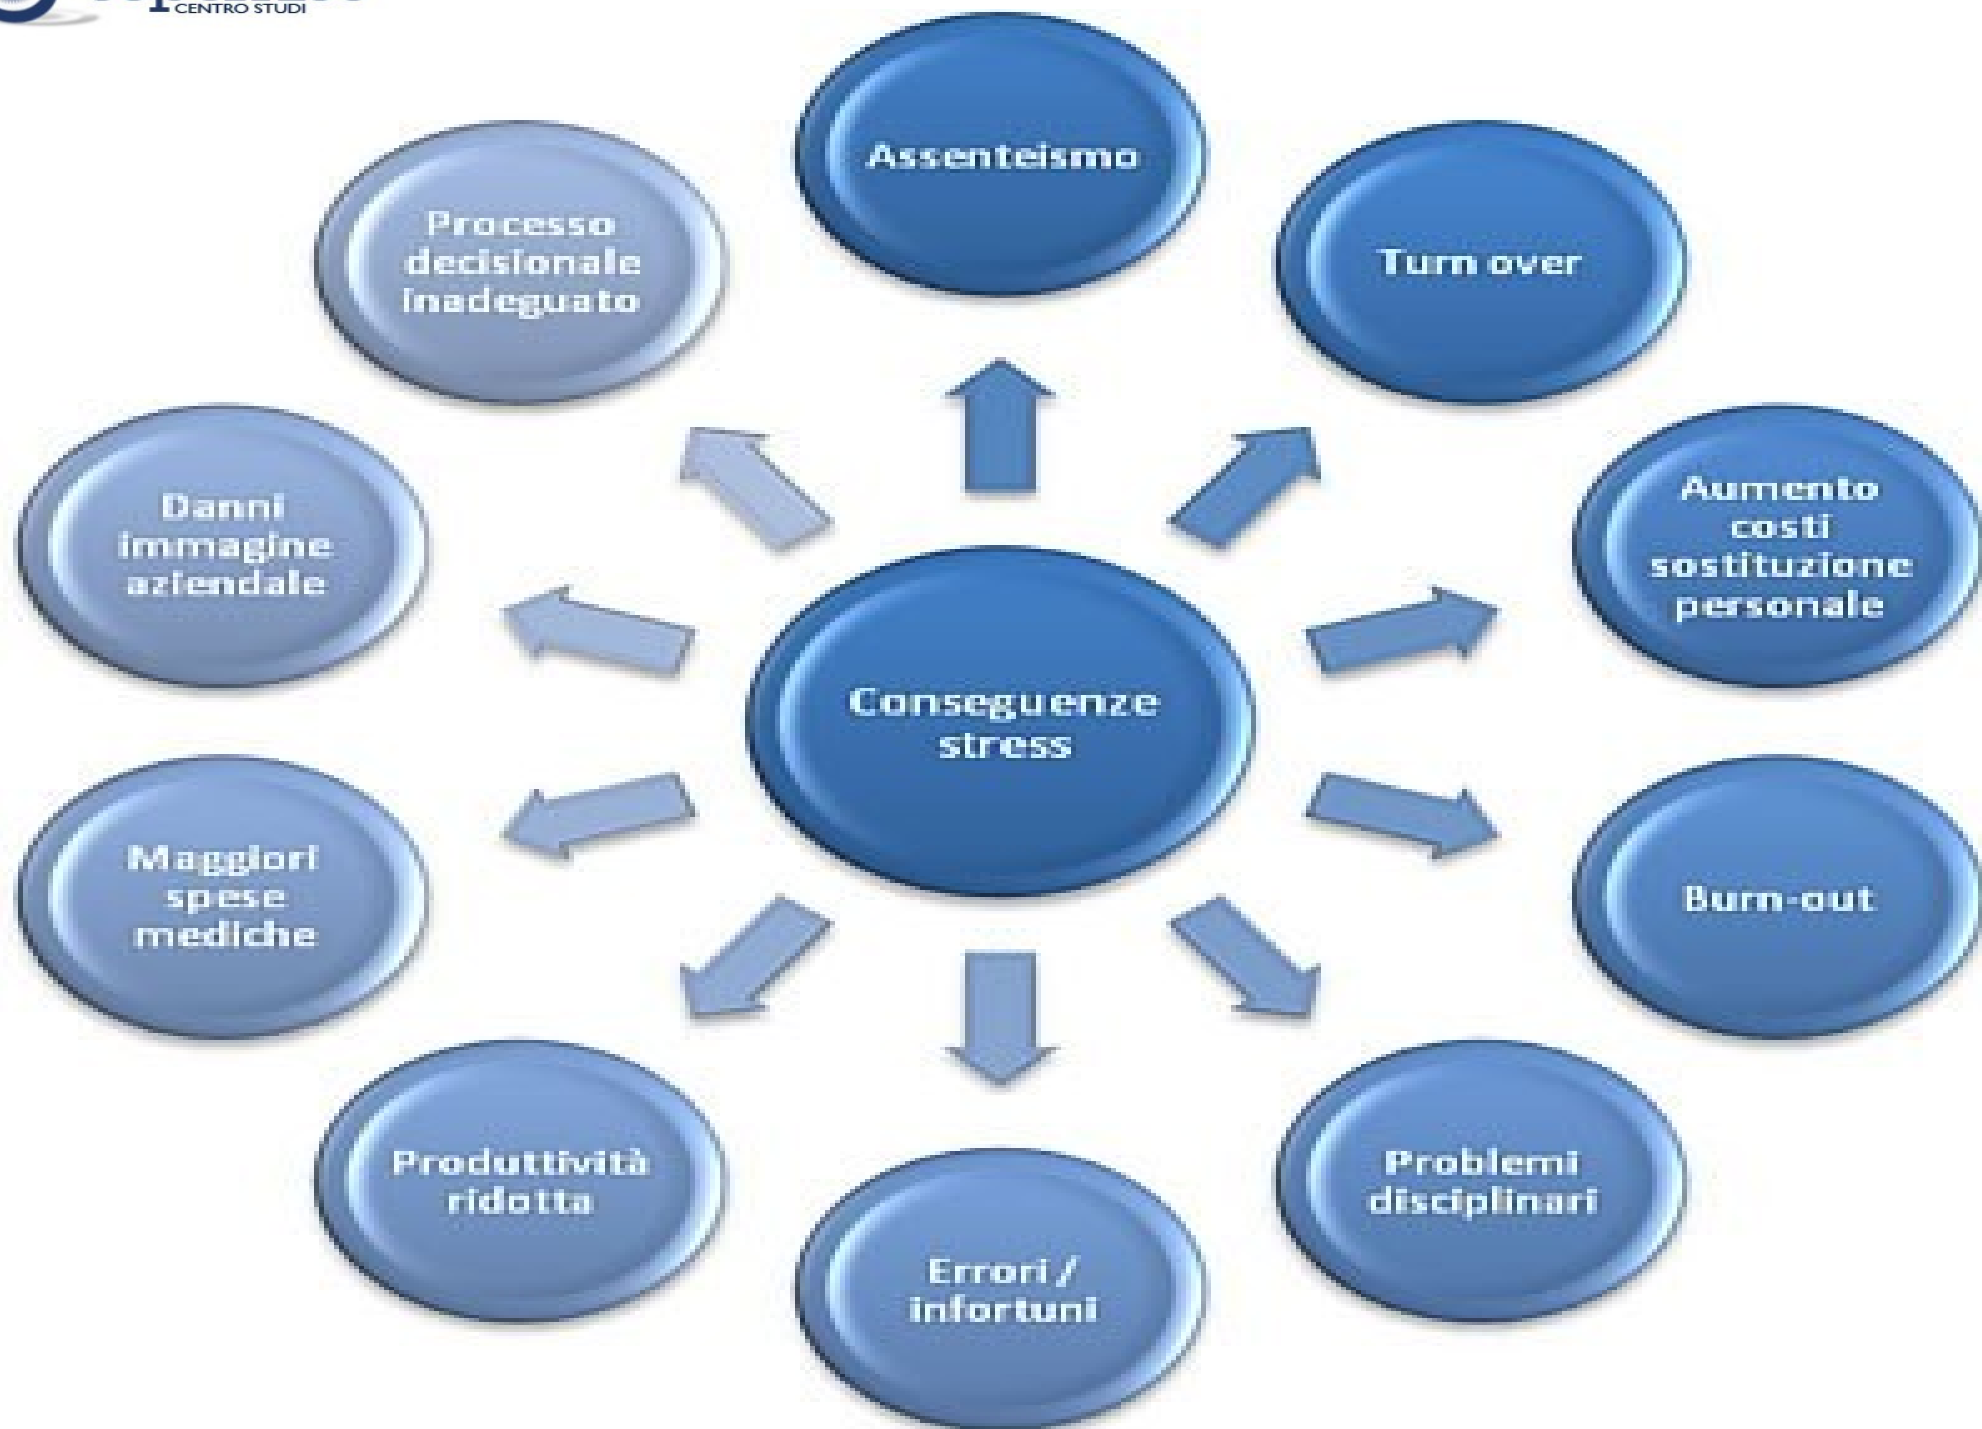 CENTRO STUDI
Assenteismo
Turn over
Aumento
costi
sostituzione
personale
Burn-out
Problemi
disciplinari
Errori /
infortuni
Produttività
ridotta
Maggiori
spese
mediche
Danni
immagine
aziendale
Processo
decisionale
inadeguato
Conseguenze
stress